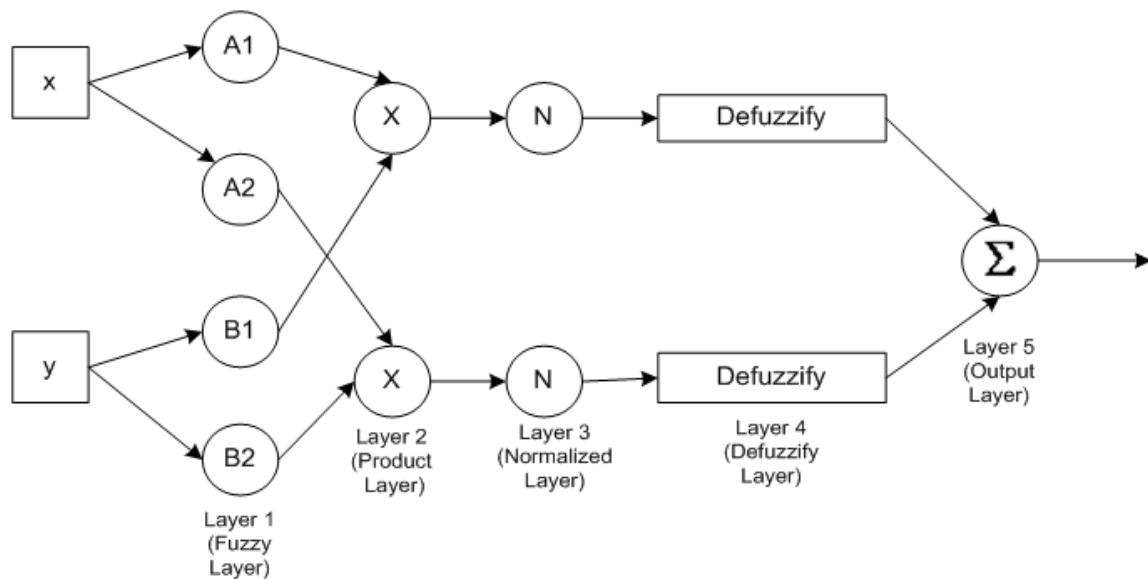 A1
x
X
N
Defuzzify
A2
Σ
B1
y
X
N
Defuzzify
Layer 5
(Output
Layer)
B2
Layer 2
(Product
Layer)
Layer 3
(Normalized
Layer)
Layer 4
(Defuzzify
Layer)
Layer 1
(Fuzzy
Layer)